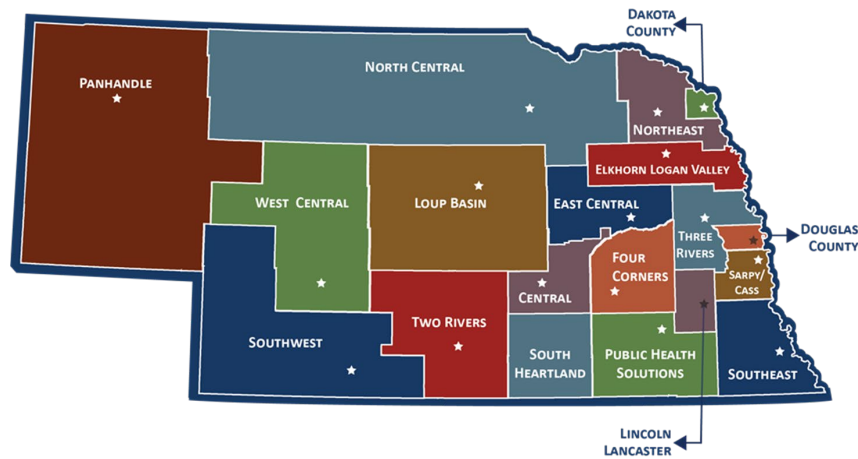 DAKOTA
COUNTY
NORTH CENTRAL
PANHANDLE
NORTHEAST
ELKHORN LOGAN VALLEY
WEST CENTRAL
LOUP BASIN
EAST CENTRAL
DOUGLAS
COUNTY
THREE
RIVERS
FOUR
CORNERS
SARPY/
CASS
CENTRAL
TWO RIVERS
SOUTHWEST
SOUTH
HEARTLAND
PUBLIC HEALTH
SOLUTIONS
SOUTHEAST
LINCOLN
LANCASTER